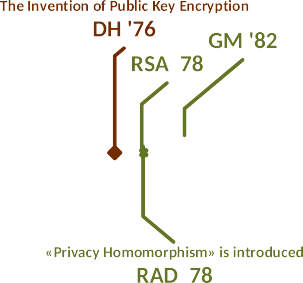 The Invention of Public Key Encryption
DH '76
GM '82
RSA 78
«Privacy Homomorphism» is introduced
RAD 78